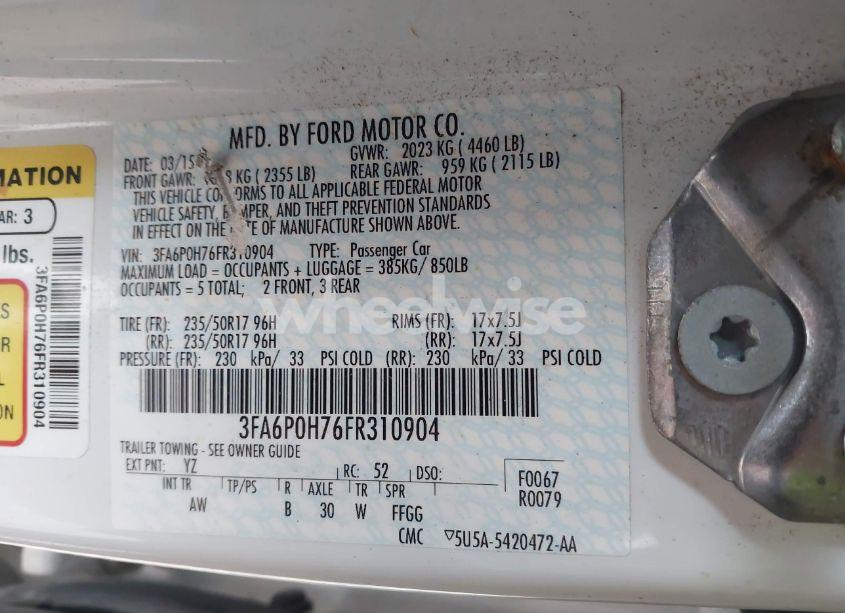 MFD. BY FORD MOTOR CO.
DATE: 03/15 GVWR: 2023 KG ( 4460 LB)
FRONT GAWR: 8 KG ( 2355 LB) REAR GAWR: 959 KG ( 2115 LB)
THIS VEHICLE CONFORMS TO ALL APPLICABLE FEDERAL MOTOR
VEHICLE SAFETY, BUMPER, AND THEFT PREVENTION STANDARDS
IN EFFECT ON THE DATE OF MANUFACTURE SHOWN ABOVE.
VIN: 3FA6P0H76FR310904 TYPE: Passenger Car
MAXIMUM LOAD = OCCUPANTS + LUGGAGE = 385KG/ 850LB
OCCUPANTS = 5 TOTAL; 2 FRONT, 3 REAR
wheelwise
TIRE (FR): 235/50R17 96H RIMS (FR): 17x7.5J
(RR): 235/50R17 96H (RR): 17x7.5J
PRESSURE (FR): 230 kPa/ 33 PSI COLD (RR): 230 kPa/ 33 PSI COLD
3FA6P0H76FR310904
TRAILER TOWING - SEE OWNER GUIDE
EXT PNT: YZ RC: 52 DSO: F0067
R0079
INT TR TP/PS R AXLE TR SPR
AW B 30 W FFGG
CMC ▽5U5A-5420472-AA
MATION
AR: 3
lbs.
S
R
L
ION
3FA6P0H76FR310904